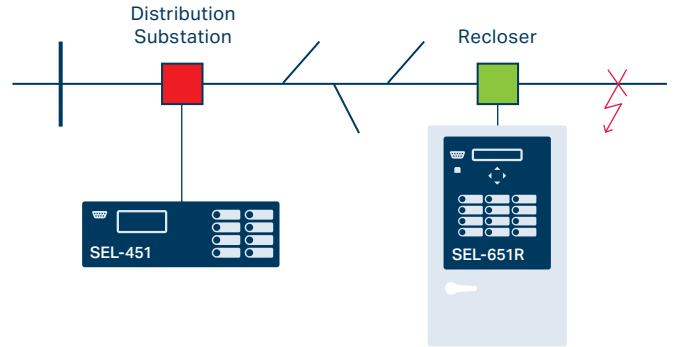 Distribution
Substation
Recloser
SEL-451
SEL-651R